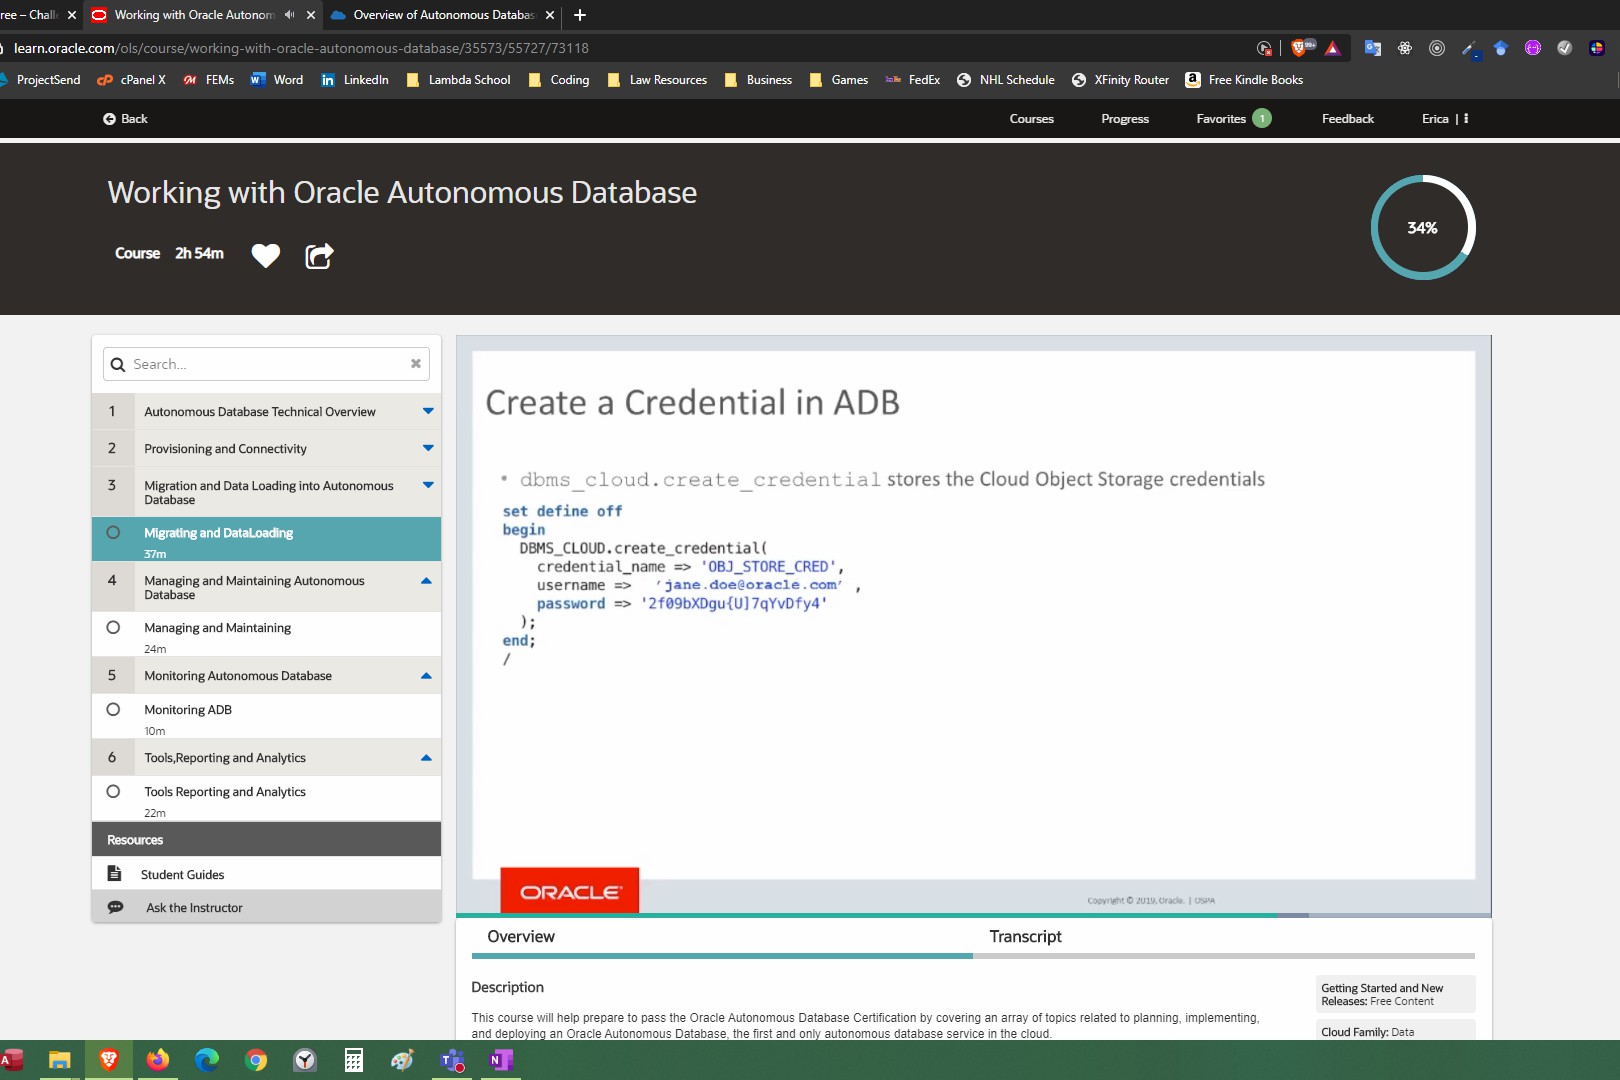 ree – Chall
Working with Oracle Autonom
Overview of Autonomous Databas
learn.oracle.com/ols/course/working-with-oracle-autonomous-database/35573/55727/73118
99+
ProjectSend
cPanel X
FEMs
Word
LinkedIn
Lambda School
Coding
Law Resources
Business
Games
FedEx
NHL Schedule
XFinity Router
Free Kindle Books
Back
Courses
Progress
Favorites 1
Feedback
Erica |
Working with Oracle Autonomous Database
Course 2h 54m
34%
Search...
1 Autonomous Database Technical Overview
2 Provisioning and Connectivity
3 Migration and Data Loading into Autonomous
Database
Migrating and DataLoading
37m
4 Managing and Maintaining Autonomous
Database
Managing and Maintaining
24m
5 Monitoring Autonomous Database
Monitoring ADB
10m
6 Tools,Reporting and Analytics
Tools Reporting and Analytics
22m
Resources
Student Guides
Ask the Instructor
Create a Credential in ADB
• dbms_cloud.create_credential stores the Cloud Object Storage credentials
set define off
begin
DBMS_CLOUD.create_credential(
credential_name => 'OBJ_STORE_CRED',
username => 'jane.doe@oracle.com' ,
password => '2f09bXDgu{U]7qYvDfy4'
);
end;
/
ORACLE
Copyright © 2019, Oracle. | OSPA
Overview
Transcript
Description
This course will help prepare to pass the Oracle Autonomous Database Certification by covering an array of topics related to planning, implementing,
and deploying an Oracle Autonomous Database, the first and only autonomous database service in the cloud.
Getting Started and New
Releases: Free Content
Cloud Family: Data